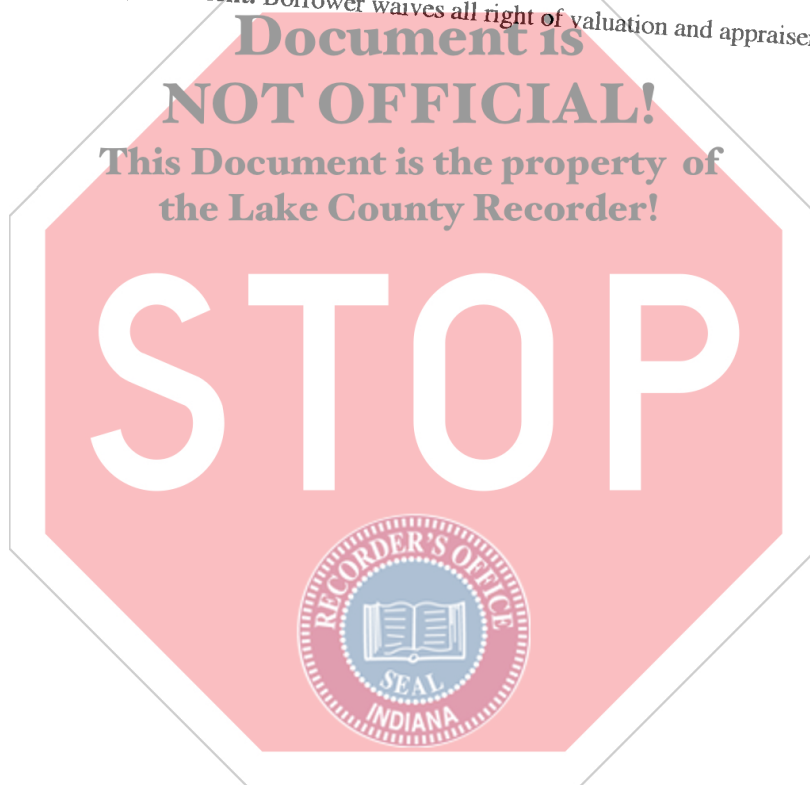 Borrower waives all right of valuation and appraise
Document is
NOT OFFICIAL!
This Document is the property of
the Lake County Recorder!
STOP
RECORDER'S OFFICE
SEAL
INDIANA